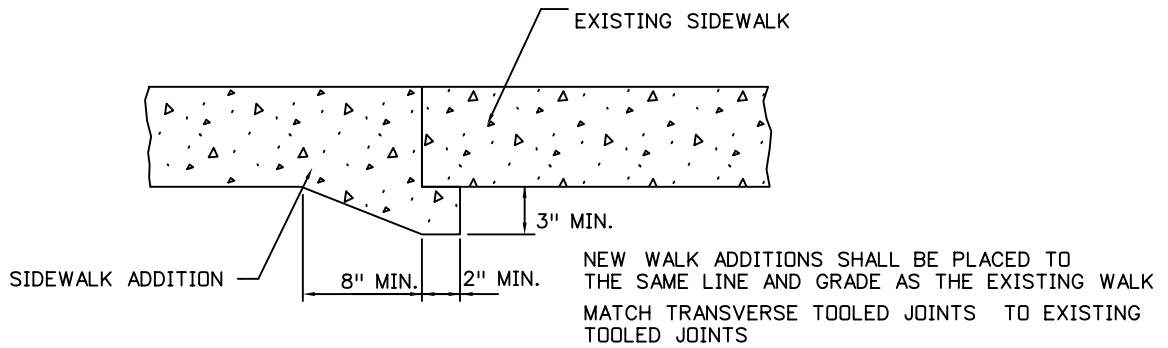 EXISTING SIDEWALK
3" MIN.
SIDEWALK ADDITION
8" MIN.
2" MIN.
NEW WALK ADDITIONS SHALL BE PLACED TO
THE SAME LINE AND GRADE AS THE EXISTING WALK
MATCH TRANSVERSE TOOLED JOINTS TO EXISTING
TOOLED JOINTS